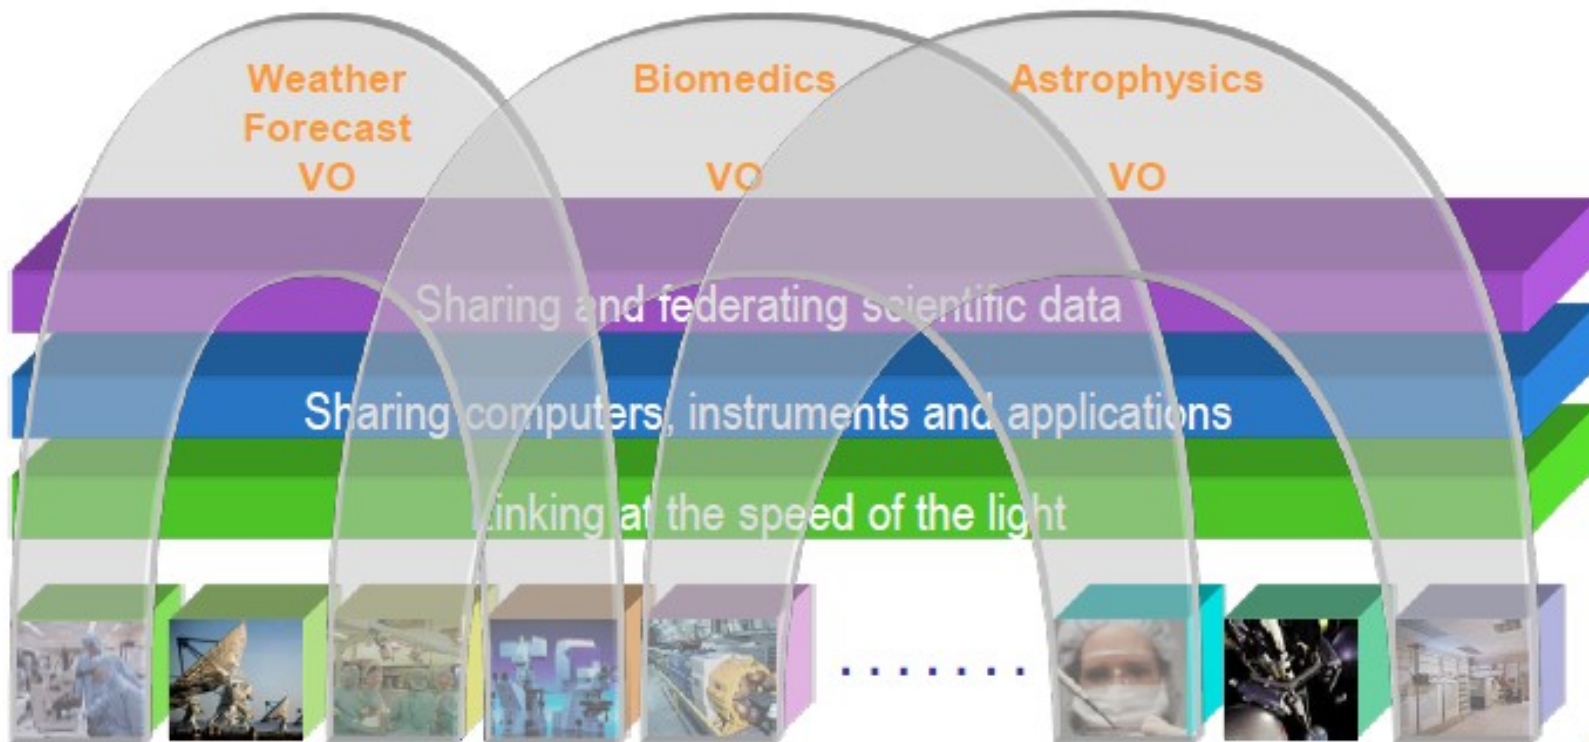 Weather
Forecast
VO
Biomedics
VO
Astrophysics
VO
Sharing and federating scientific data
Sharing computers, instruments and applications
Linking at the speed of the light
. . . . . . .